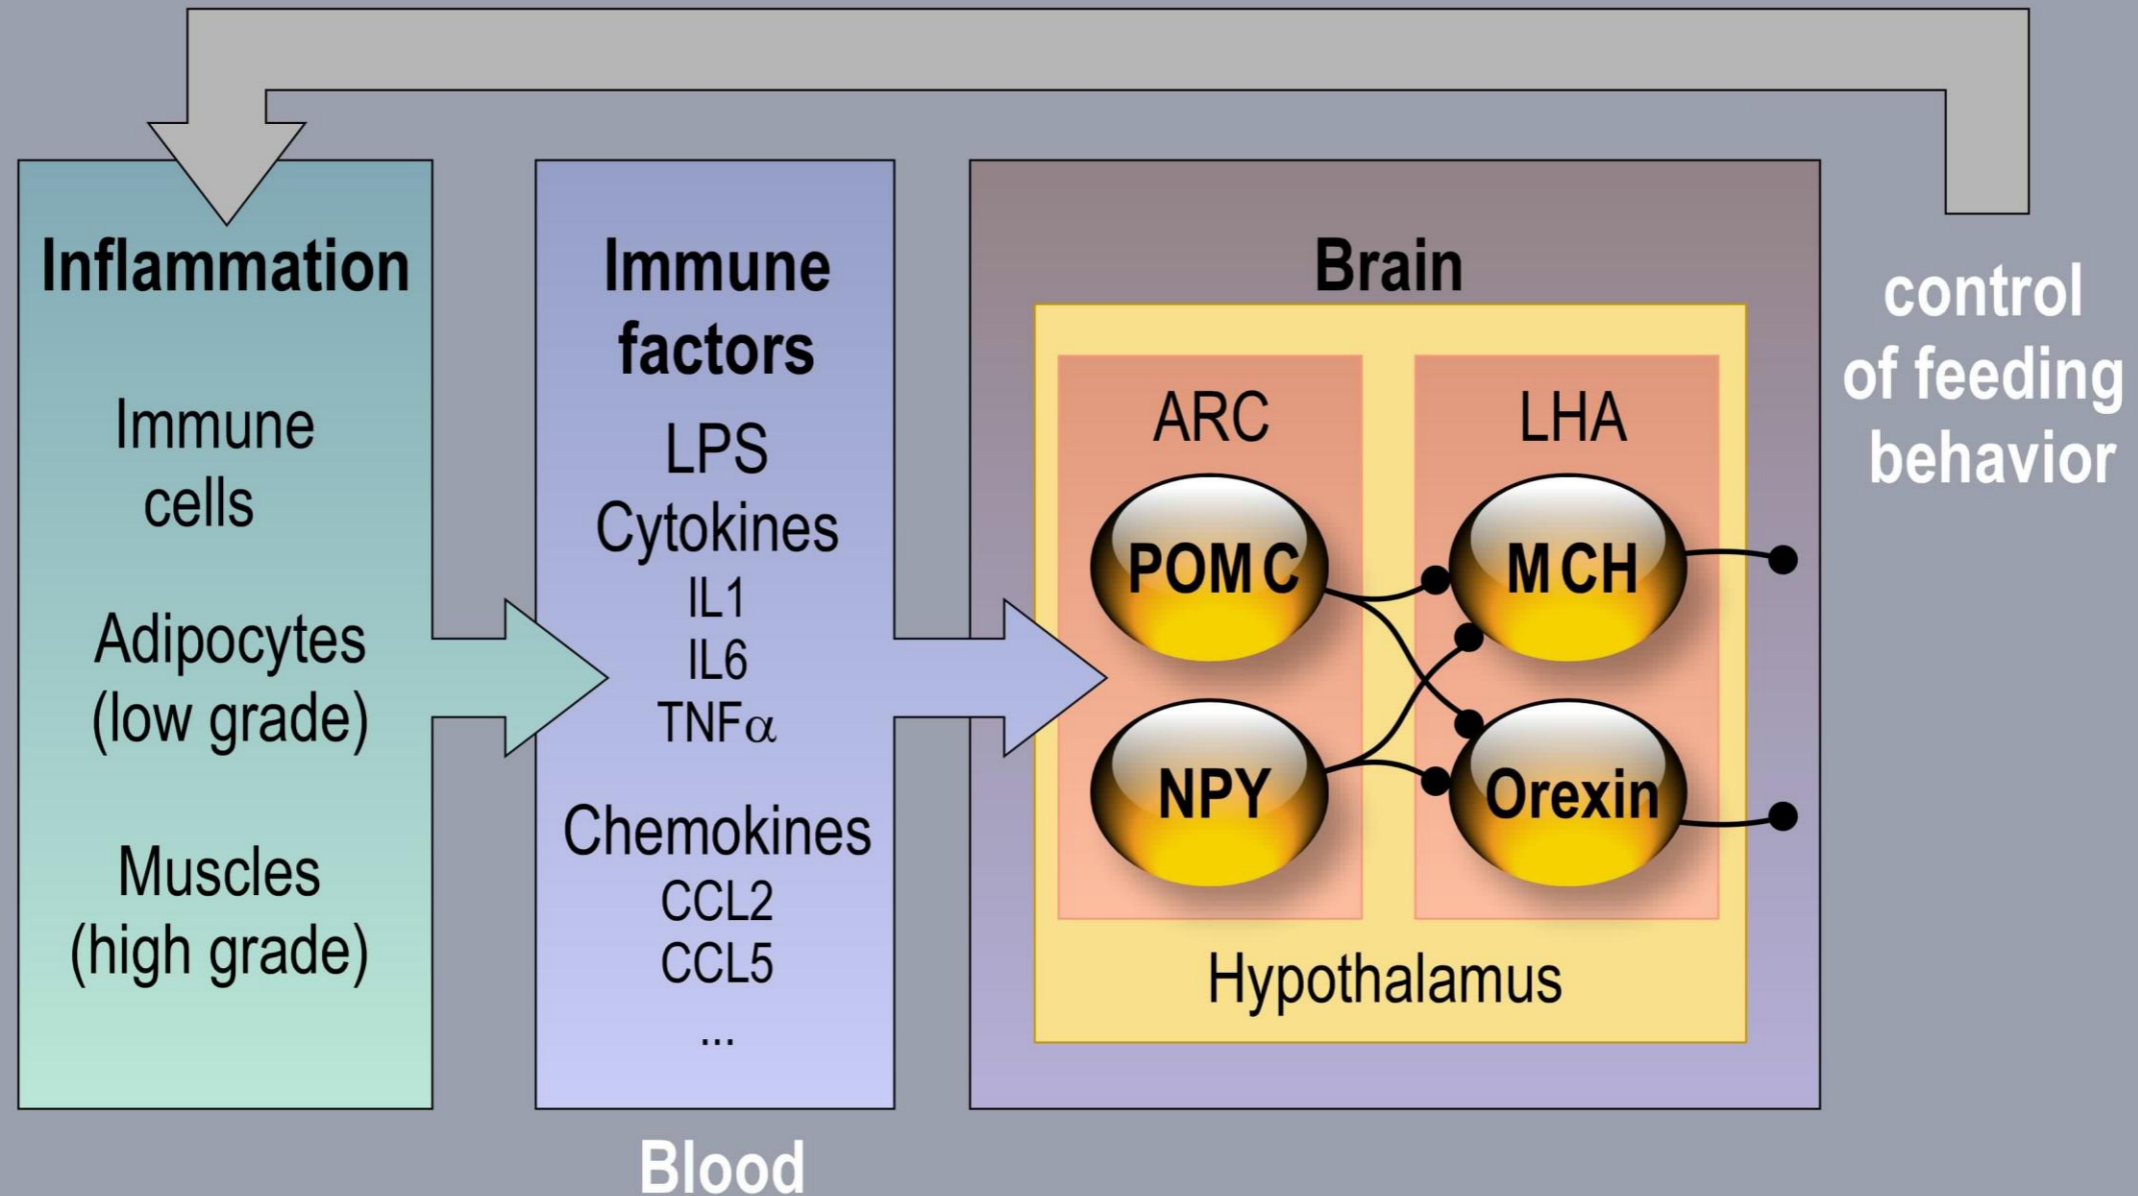 Inflammation
Immune
cells
Adipocytes
(low grade)
Muscles
(high grade)
Immune
factors
LPS
Cytokines
IL1
IL6
TNFα
Chemokines
CCL2
CCL5
...
Blood
Brain
ARC
LHA
POMC
MCH
NPY
Orexin
Hypothalamus
control
of feeding
behavior